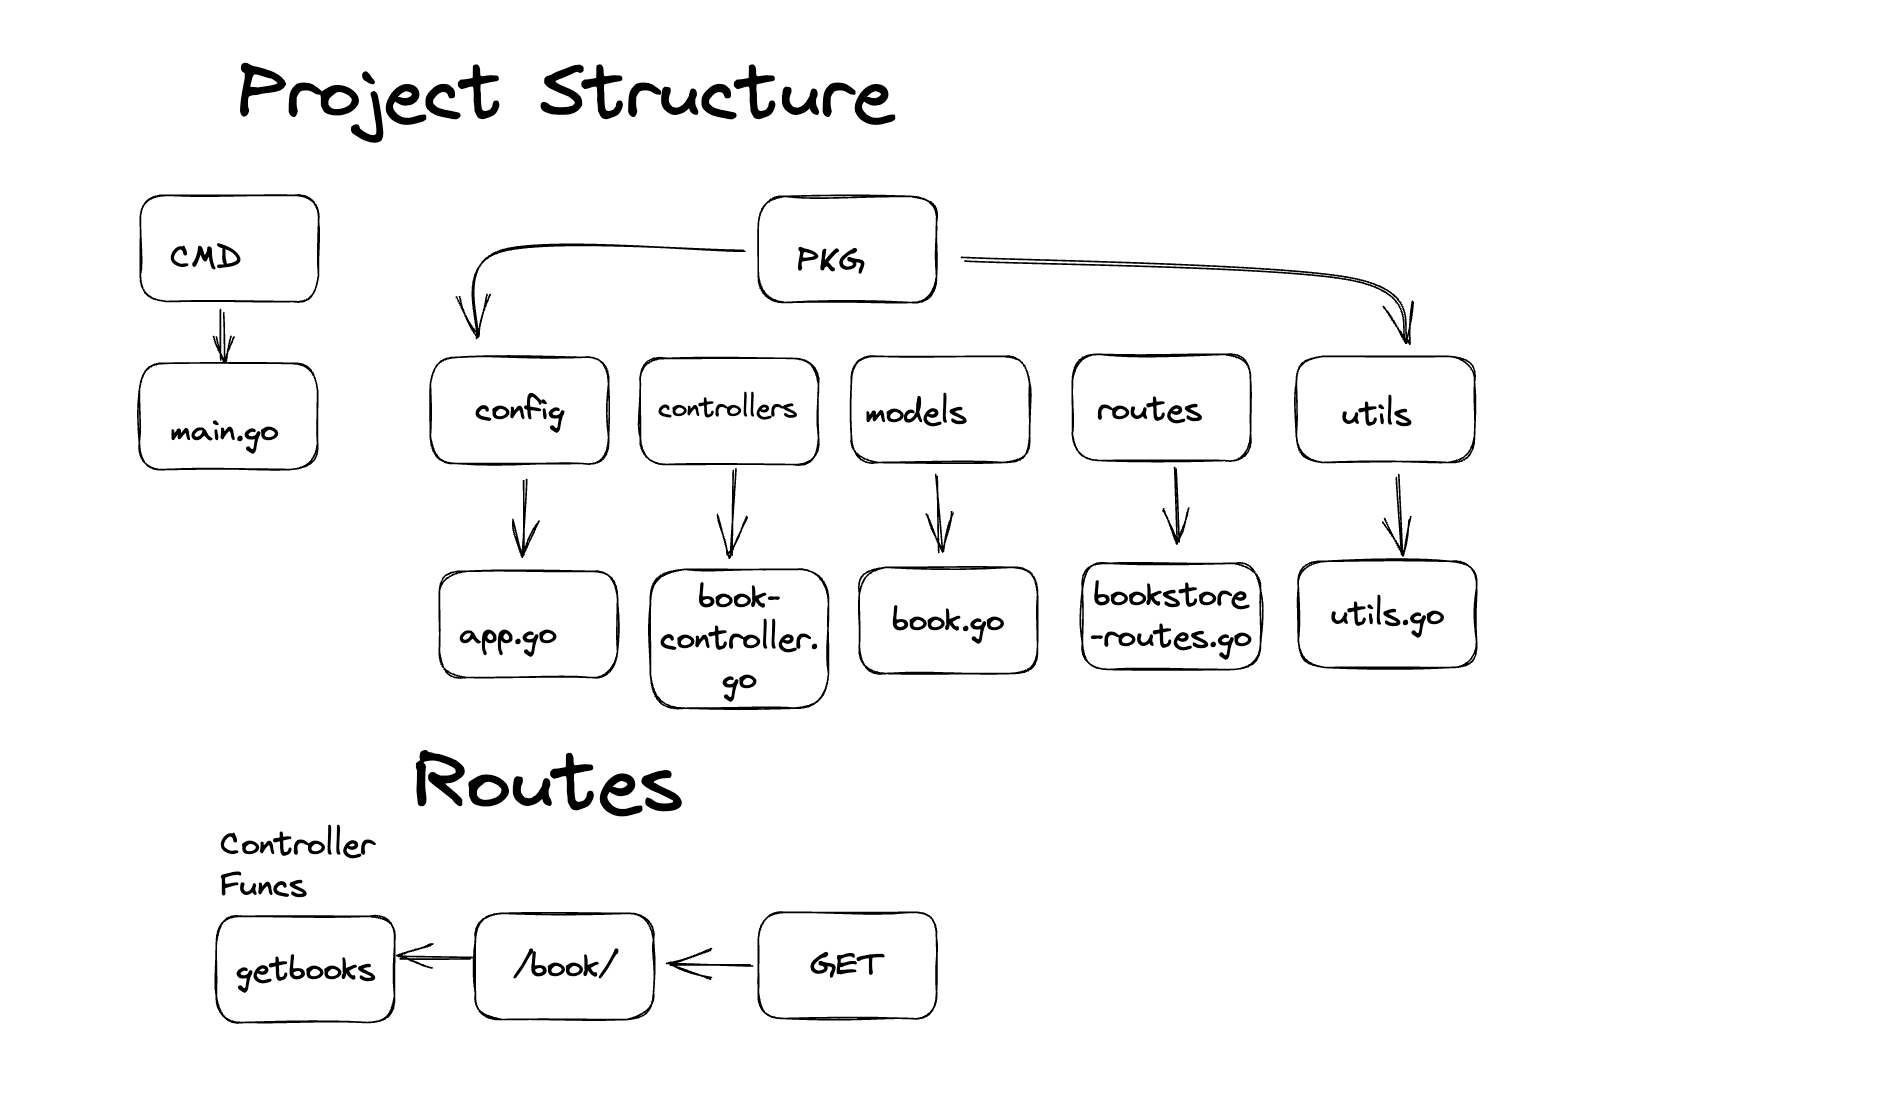 Project Structure
CMD
PKG
main.go
config
controllers
models
routes
utils
app.go
book-
controller.
go
book.go
bookstore
-routes.go
utils.go
Routes
Controller
Funcs
getbooks
/book/
GET